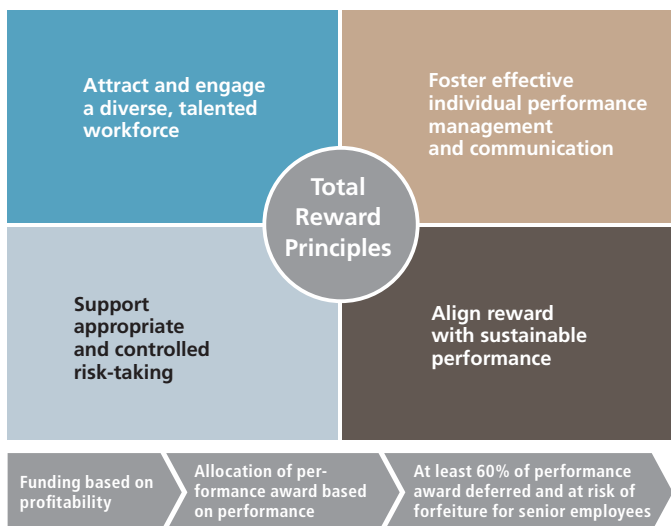 Attract and engage
a diverse, talented
workforce
Foster effective
individual performance
management
and communication
Total
Reward
Principles
Support
appropriate
and controlled
risk-taking
Align reward
with sustainable
performance
Funding based on
profitability
Allocation of per-
formance award based
on performance
At least 60% of performance
award deferred and at risk of
forfeiture for senior employees